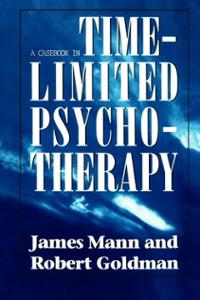 A CASEBOOK IN TIME-
LIMITED
PSYCHO-
THERAPY
James Mann and
Robert Goldman